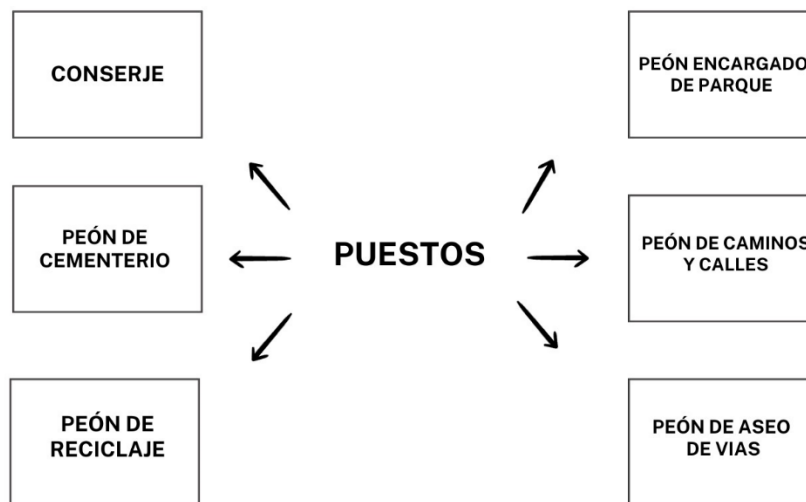 CONSERJE
PEÓN DE
CEMENTERIO
PEÓN DE
RECICLAJE
PUESTOS
PEÓN ENCARGADO
DE PARQUE
PEÓN DE CAMINOS
Y CALLES
PEÓN DE ASEO
DE VIAS